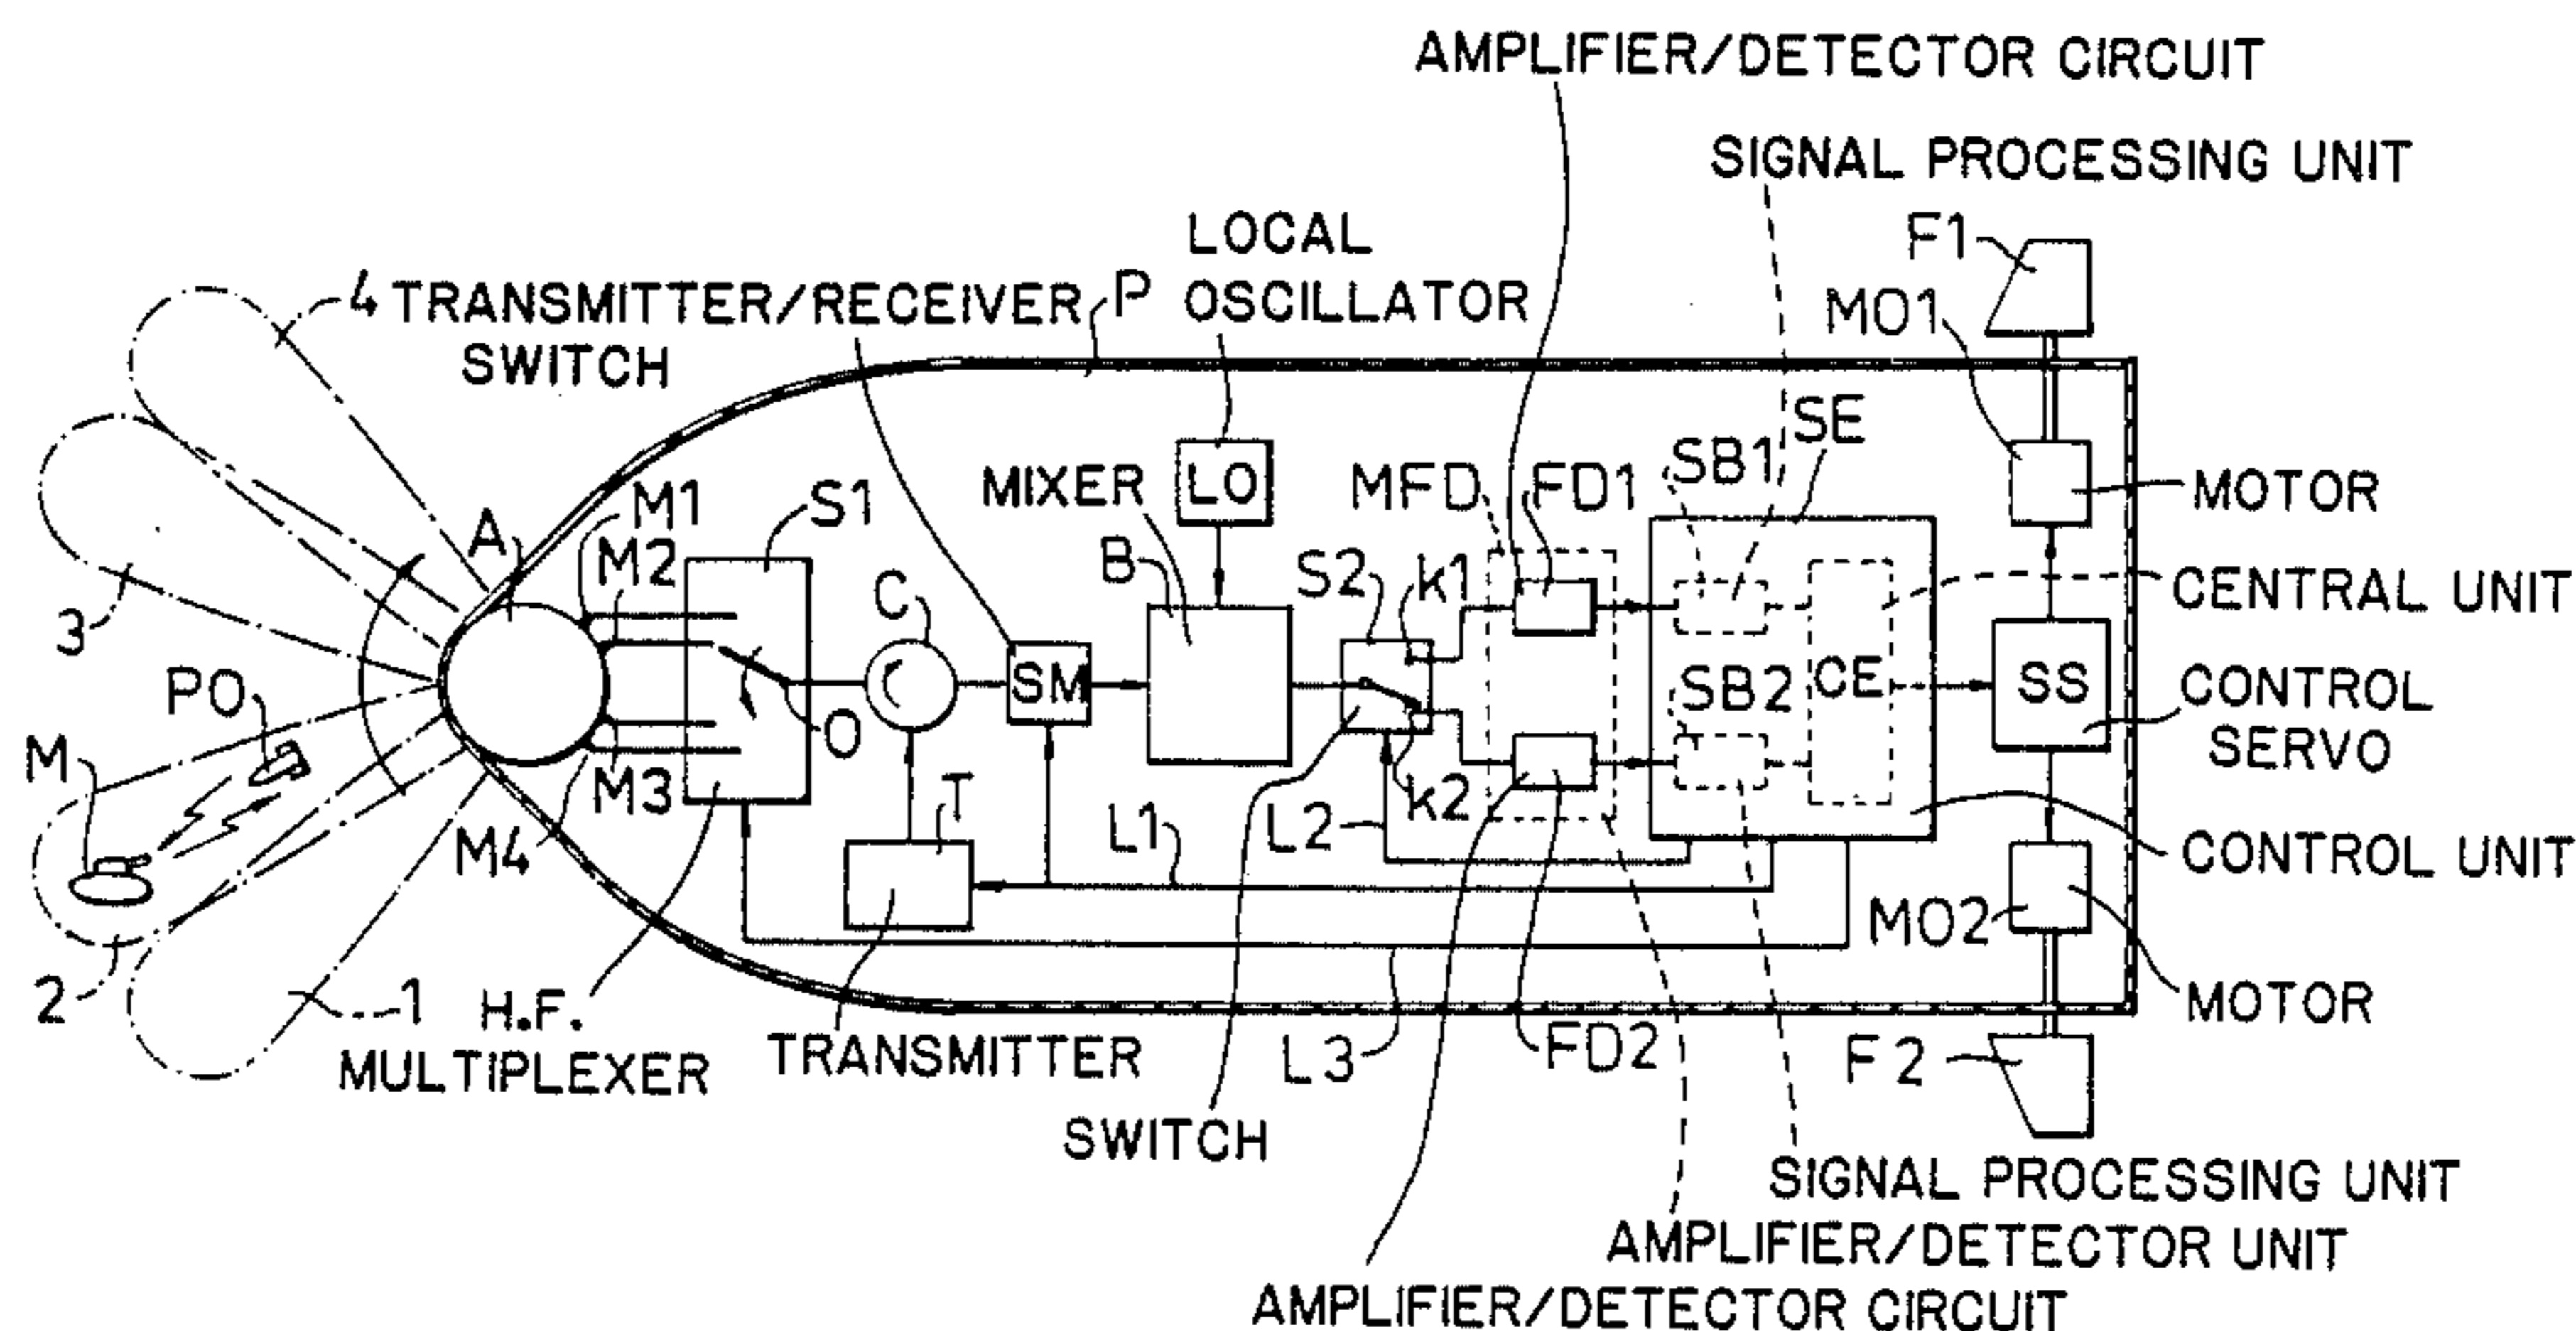 AMPLIFIER/DETECTOR CIRCUIT
SIGNAL PROCESSING UNIT
LOCAL
OSCILLATOR
F1
4
TRANSMITTER/RECEIVER
SWITCH
P
MO1
SE
SB1
MIXER
LO
MFD
FD1
MOTOR
S1
M1
A
M2
B
S2
k1
C
CENTRAL UNIT
3
SM
SB2
CE
SS
CONTROL
SERVO
PO
O
M
M3
k2
M4
T
L1
L2
CONTROL UNIT
MO2
2
1
H.F.
MULTIPLEXER
TRANSMITTER
L3
FD2
F2
MOTOR
SWITCH
SIGNAL PROCESSING UNIT
AMPLIFIER/DETECTOR UNIT
AMPLIFIER/DETECTOR CIRCUIT